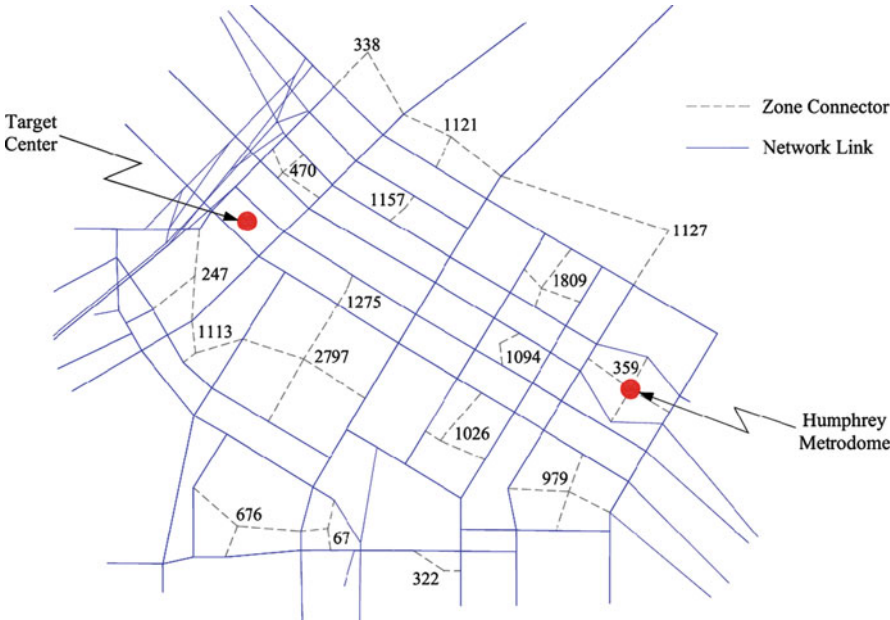 338
1121
Zone Connector
Network Link
Target
Center
470
1157
1127
247
1809
1275
1113
2797
1094
359
Humphrey
Metrodome
1026
979
676
67
322